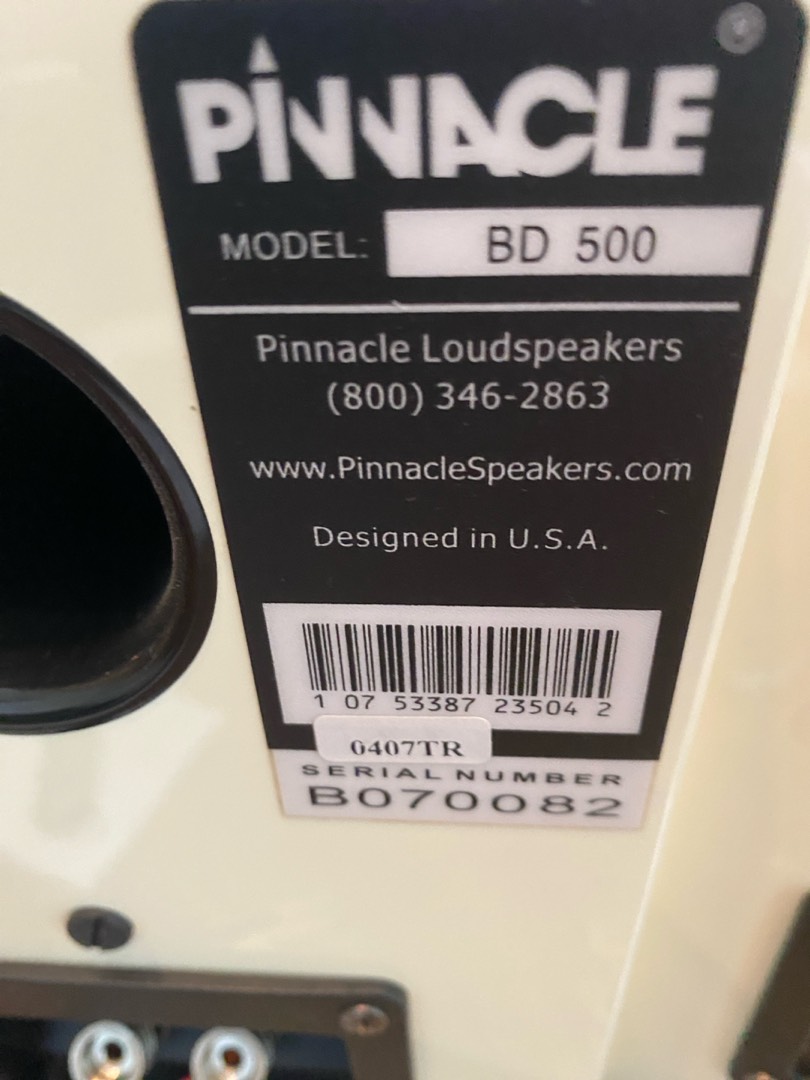 PINNACLE
MODEL: BD 500
Pinnacle Loudspeakers
(800) 346-2863
www.PinnacleSpeakers.com
Designed in U.S.A.
1 07 53387 23504 2
0407TR
SERIAL NUMBER
B070082